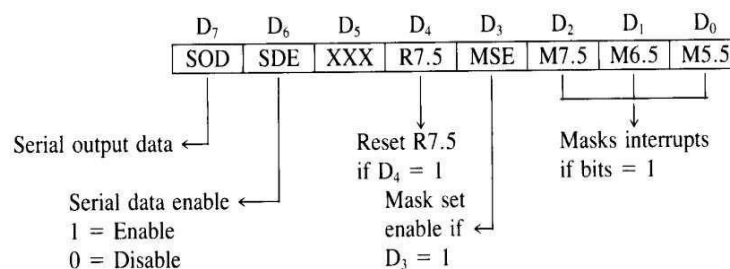 D₇ D₆ D₅ D₄ D₃ D₂ D₁ D₀
SOD SDE XXX R7.5 MSE M7.5 M6.5 M5.5
Serial output data
Reset R7.5
if D₄ = 1
Masks interrupts
if bits = 1
Serial data enable
1 = Enable
0 = Disable
Mask set
enable if
D₃ = 1